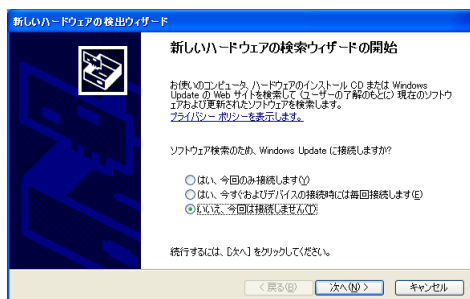 新しいハードウェアの検出ウィザード
新しいハードウェアの検索ウィザードの開始
お使いのコンピュータ、ハードウェアのインストール CD または Windows
Update の Web サイトを検索して (ユーザーの了解のもとに) 現在のソフトウ
ェアおよび更新されたソフトウェアを検索します。
プライバシー ポリシーを表示します。
ソフトウェア検索のため、Windows Update に接続しますか?
はい、今回のみ接続します(Y)
はい、今すぐおよびデバイスの接続時には毎回接続します(E)
いいえ、今回は接続しません(T)
続行するには、[次へ] をクリックしてください。
< 戻る(B)
次へ(N) >
キャンセル